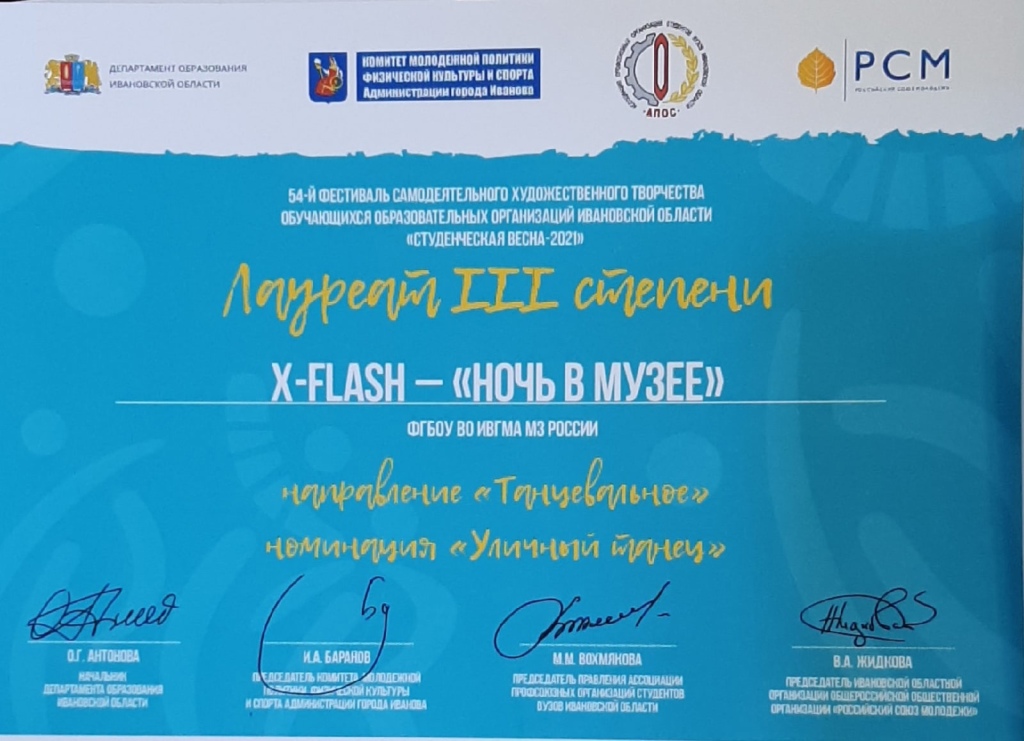 ДЕПАРТАМЕНТ ОБРАЗОВАНИЯ
ИВАНОВСКОЙ ОБЛАСТИ
КОМИТЕТ МОЛОДЕЖНОЙ ПОЛИТИКИ
ФИЗИЧЕСКОЙ КУЛЬТУРЫ И СПОРТА
Администрации города Иванова
АПОС
РСМ
РОССИЙСКИЙ СОЮЗ МОЛОДЕЖИ
54-Й ФЕСТИВАЛЬ САМОДЕЯТЕЛЬНОГО ХУДОЖЕСТВЕННОГО ТВОРЧЕСТВА
ОБУЧАЮЩИХСЯ ОБРАЗОВАТЕЛЬНЫХ ОРГАНИЗАЦИЙ ИВАНОВСКОЙ ОБЛАСТИ
«СТУДЕНЧЕСКАЯ ВЕСНА-2021»
Лауреат III степени
X-FLASH – «НОЧЬ В МУЗЕЕ»
ФГБОУ ВО ИВГМА МЗ РОССИИ
направление «Танцевальное»
номинация «Уличный танец»
О.Г. АНТОНОВА
НАЧАЛЬНИК
ДЕПАРТАМЕНТА ОБРАЗОВАНИЯ
ИВАНОВСКОЙ ОБЛАСТИ
И.А. БАРАНОВ
ПРЕДСЕДАТЕЛЬ КОМИТЕТА МОЛОДЕЖНОЙ
ПОЛИТИКИ, ФИЗИЧЕСКОЙ КУЛЬТУРЫ
И СПОРТА АДМИНИСТРАЦИИ ГОРОДА ИВАНОВА
М.М. ВОХМЯКОВА
ПРЕДСЕДАТЕЛЬ ПРАВЛЕНИЯ АССОЦИАЦИИ
ПРОФСОЮЗНЫХ ОРГАНИЗАЦИЙ СТУДЕНТОВ
ВУЗОВ ИВАНОВСКОЙ ОБЛАСТИ
В.А. ЖИДКОВА
ПРЕДСЕДАТЕЛЬ ИВАНОВСКОЙ ОБЛАСТНОЙ
ОРГАНИЗАЦИИ ОБЩЕРОССИЙСКОЙ ОБЩЕСТВЕННОЙ
ОРГАНИЗАЦИИ «РОССИЙСКИЙ СОЮЗ МОЛОДЕЖИ»